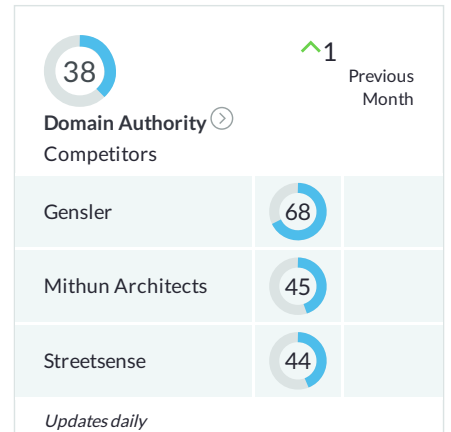 38
1
Previous
Month
Domain Authority
Competitors
Gensler 68
Mithun Architects 45
Streetsense 44
Updates daily